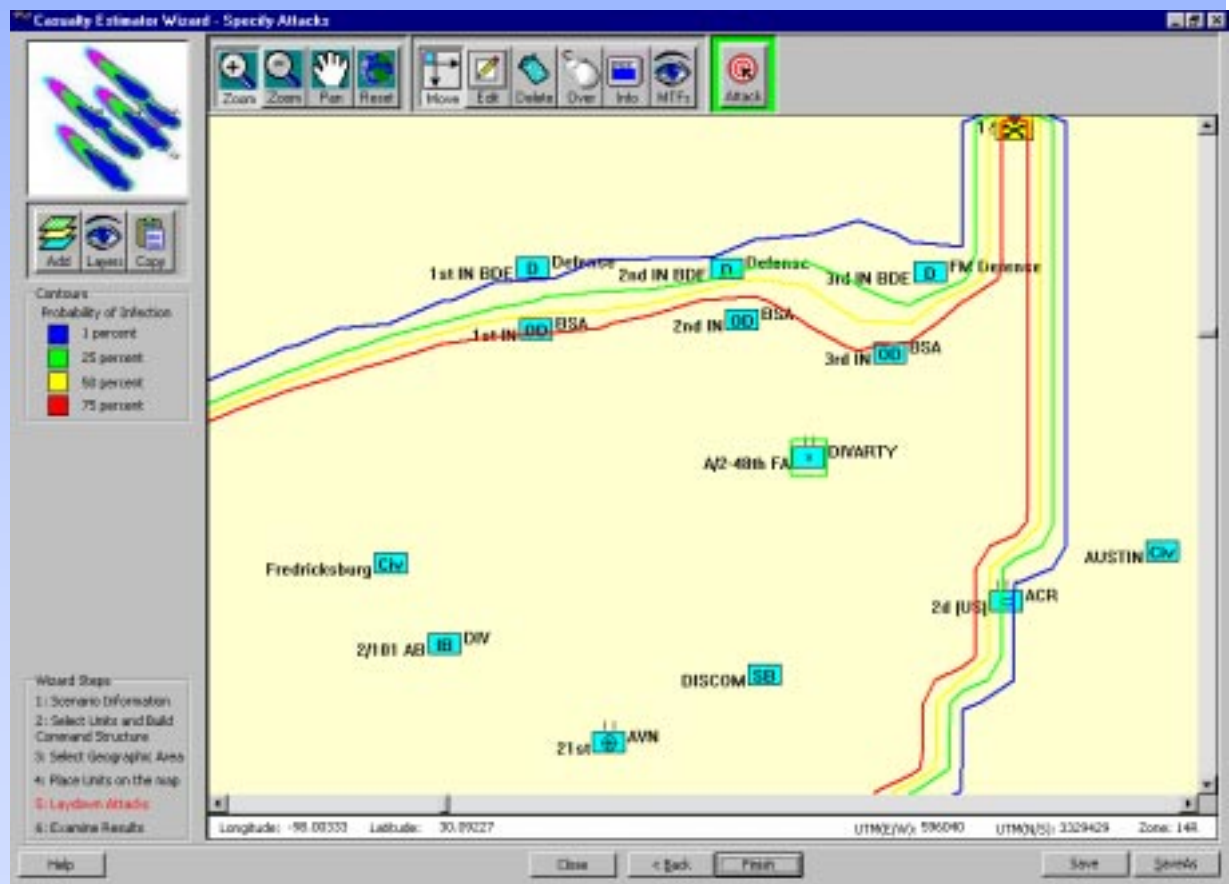 Casualty Estimator Wizard - Specify Attacks
Zoom Zoom Pan Reset Move Edit Delete Over Info MTFs Attack
Add Layers Copy
Contours
Probability of Infection
1 percent
25 percent
50 percent
75 percent
1st IN BDE D Defense
2nd IN BDE D Defense
3rd IN BDE D FM Defense
1st IN OD BSA
2nd IN OD BSA
3rd IN OD BSA
A/2-48th FA DIVARTY
Fredricksburg Civ
AUSTIN Civ
2d (US) ACR
2/101 AB IB DIV
DISCOM SB
21st AVN
Wizard Steps
1: Scenario Information
2: Select Units and Build
Command Structure
3: Select Geographic Area
4: Place Units on the map
5: Laydown Attacks
6: Examine Results
Longitude: -98.00333 Latitude: 30.09227 UTM(E/W): 596040 UTM(N/S): 3329429 Zone: 14R
Help Close < Back Finish Save SaveAs